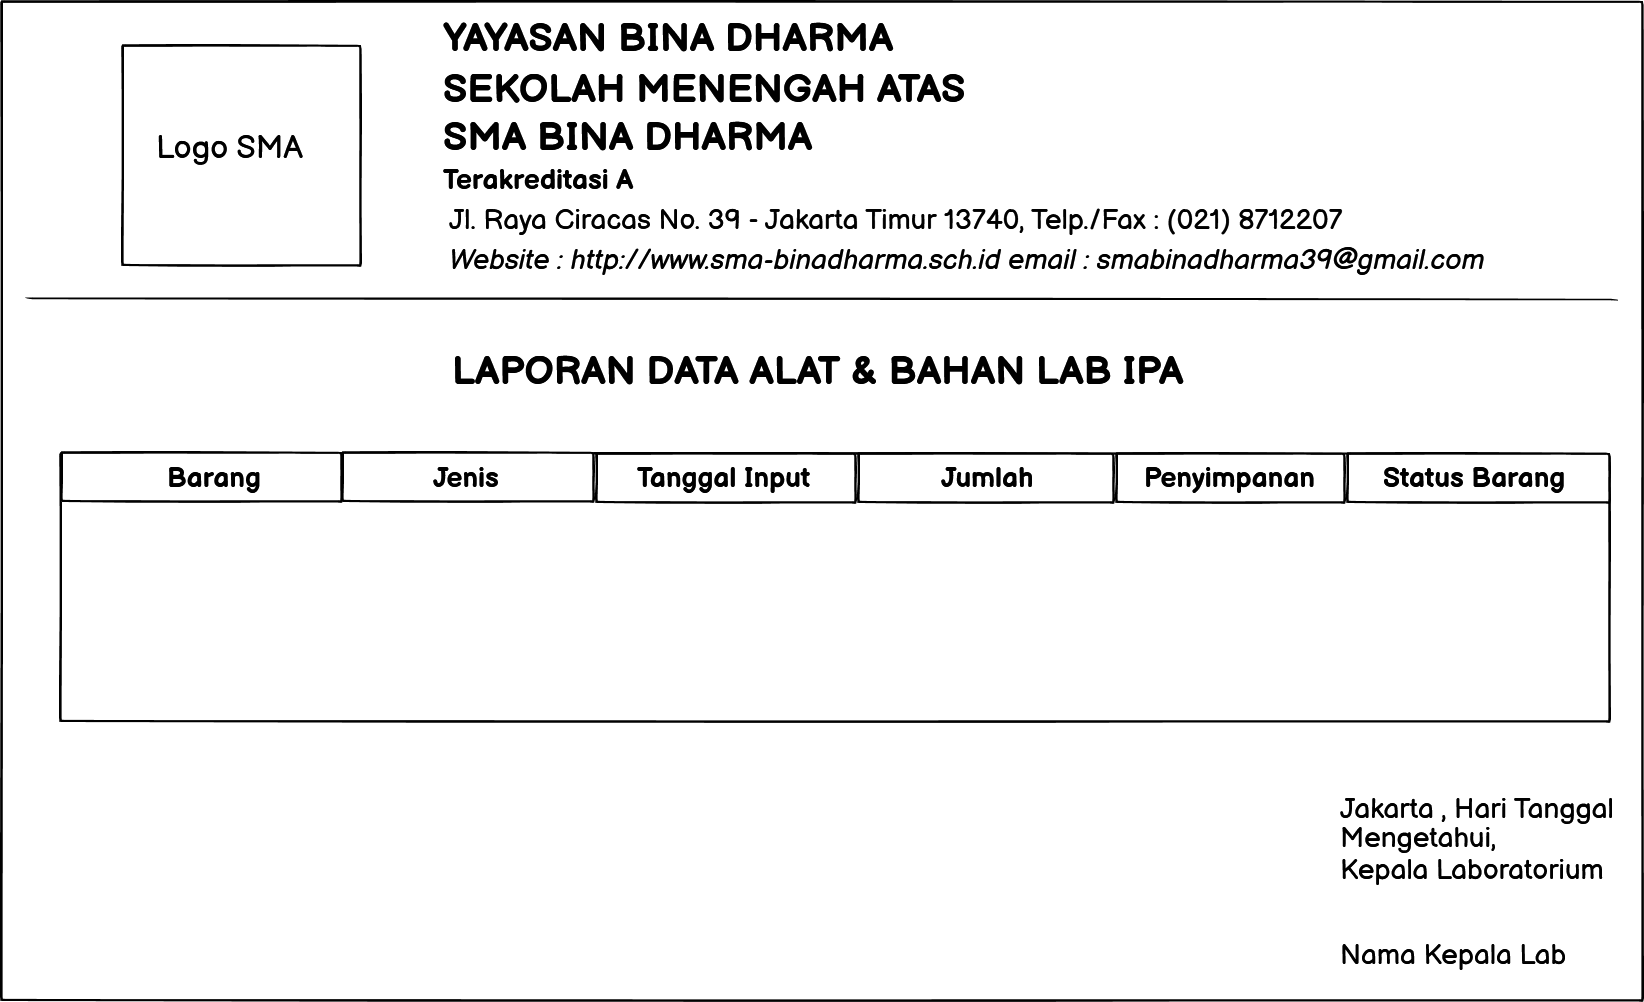 YAYASAN BINA DHARMA
SEKOLAH MENENGAH ATAS
SMA BINA DHARMA
Terakreditasi A
Logo SMA
Jl. Raya Ciracas No. 39 - Jakarta Timur 13740, Telp./Fax : (021) 8712207
Website : http://www.sma-binadharma.sch.id email : smabinadharma39@gmail.com
LAPORAN DATA ALAT & BAHAN LAB IPA
Barang Jenis Tanggal Input Jumlah Penyimpanan Status Barang
Jakarta , Hari Tanggal
Mengetahui,
Kepala Laboratorium
Nama Kepala Lab